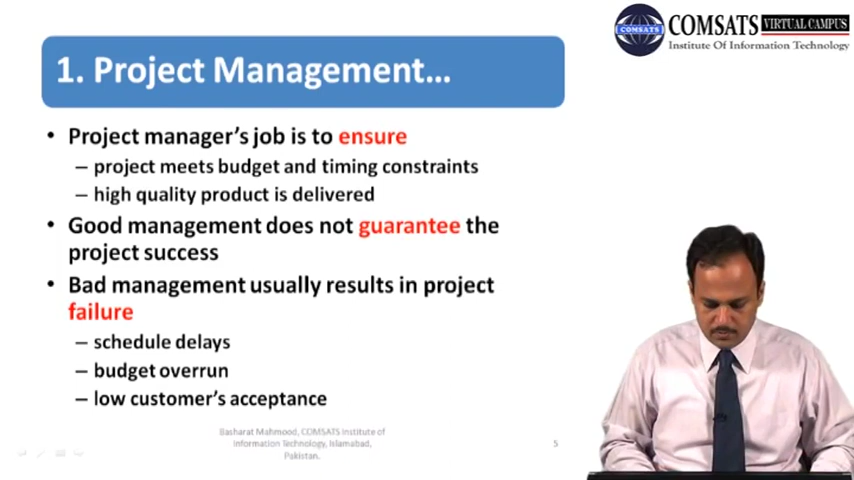 COMSATS VIRTUAL CAMPUS
COMSATS
Institute Of Information Technology
1. Project Management…
• Project manager's job is to ensure
– project meets budget and timing constraints
– high quality product is delivered
• Good management does not guarantee the
project success
• Bad management usually results in project
failure
– schedule delays
– budget overrun
– low customer's acceptance
Basharat Mahmood, COMSATS Institute of
Information Technology, Islamabad,
Pakistan.
5